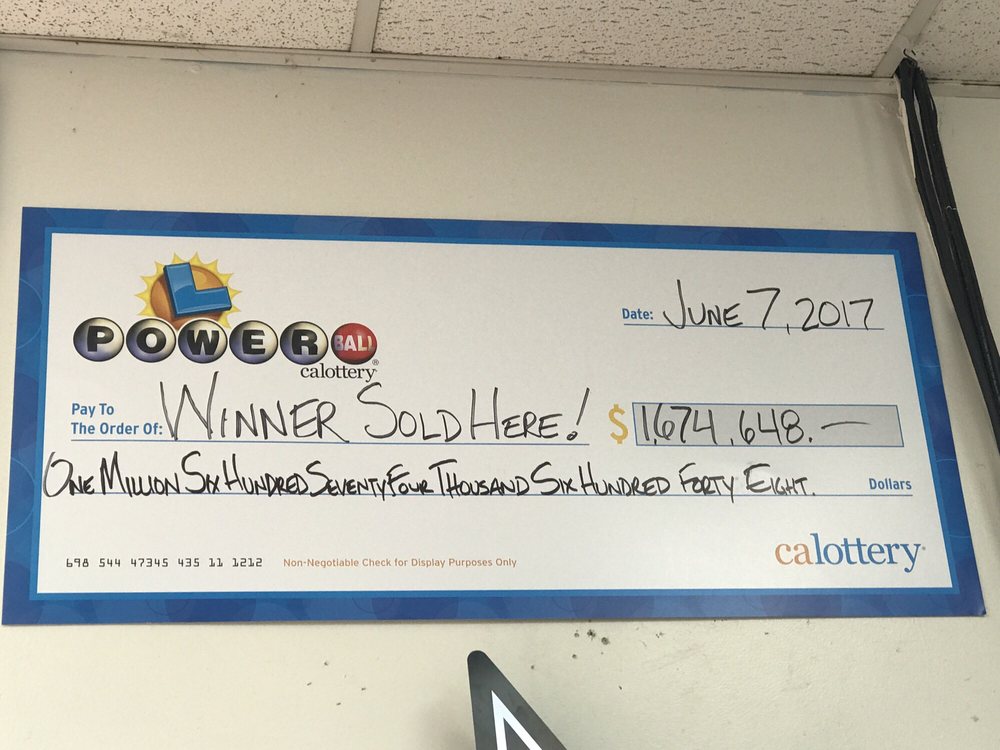 POWER BALL®
calottery
Date: JUNE 7, 2017
Pay To
The Order Of: WINNER SOLD HERE! $ 1,674,648.—
ONE MILLION SIX HUNDRED SEVENTY FOUR THOUSAND SIX HUNDRED FORTY EIGHT. Dollars
698 544 47345 435 11 1212 Non-Negotiable Check for Display Purposes Only
calottery